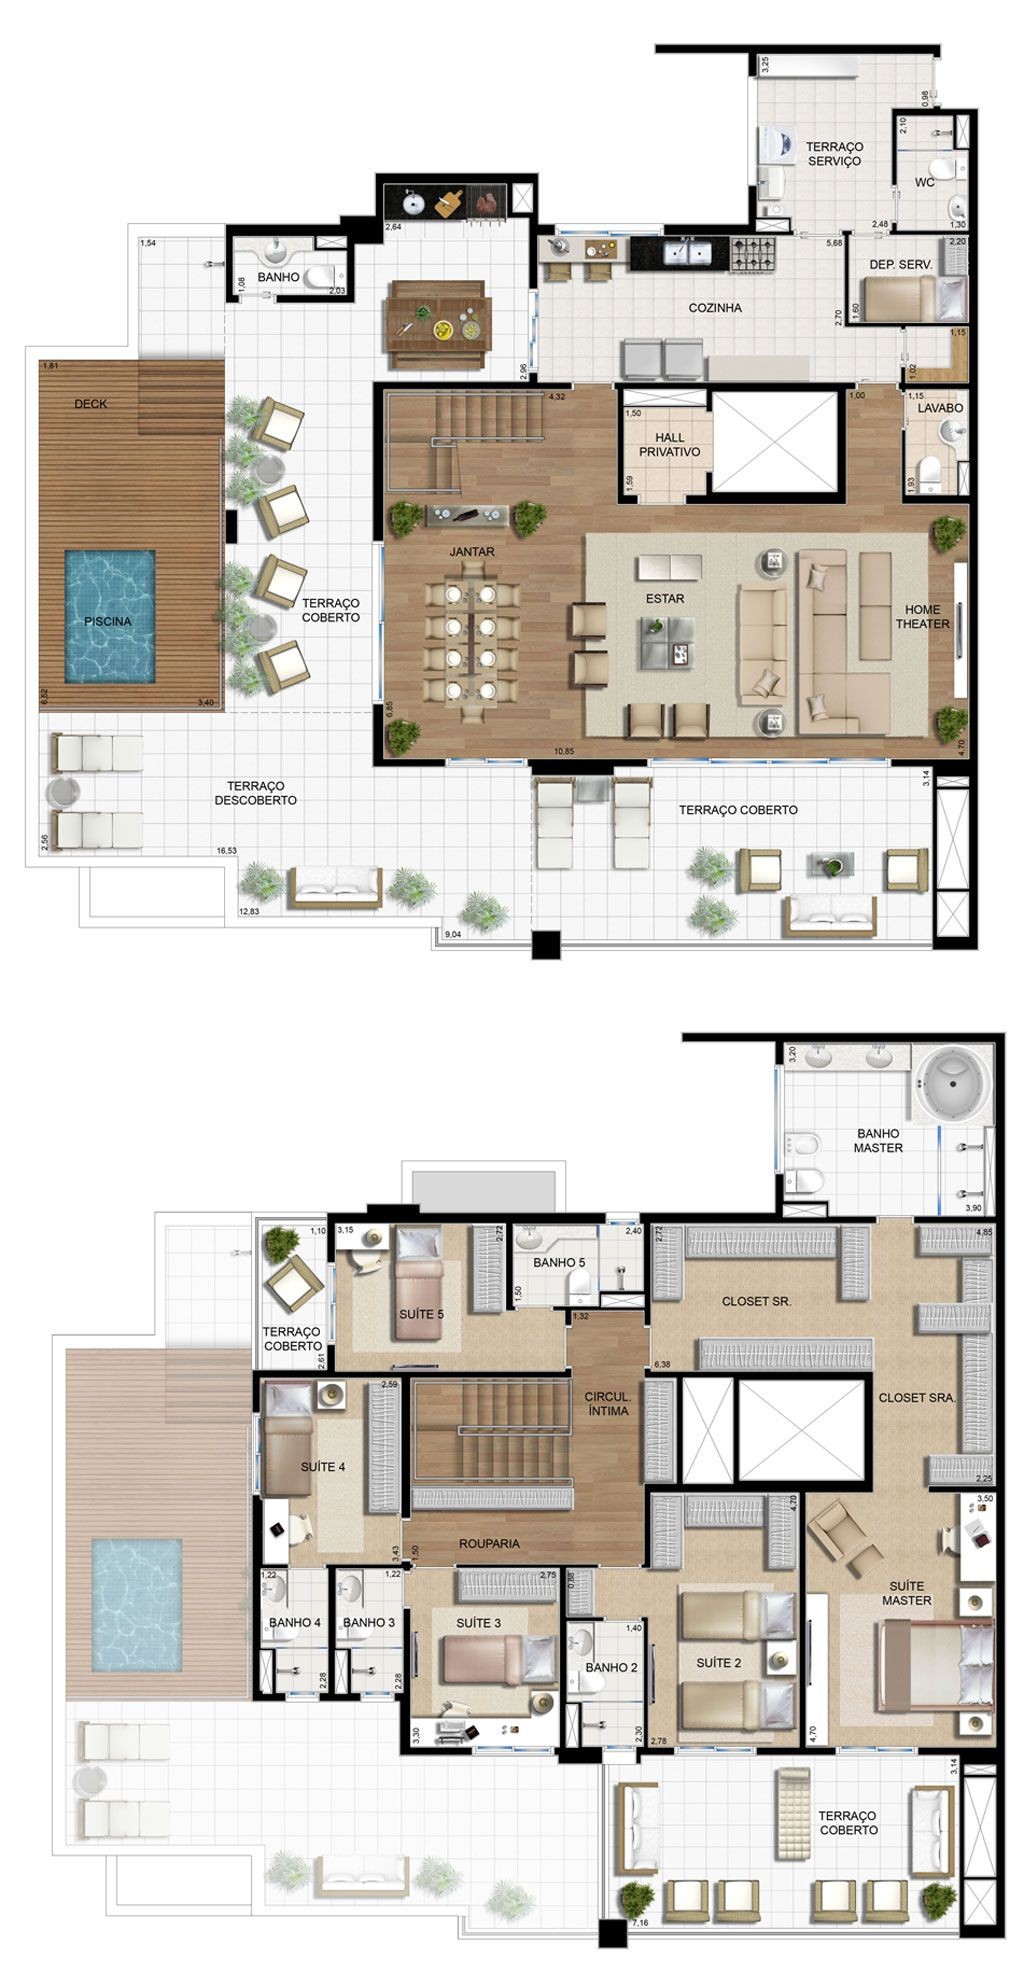 3,25
0,98
2,10
TERRAÇO
SERVIÇO
WC
2,48
1,30
2,64
1,54
5,68
2,20
BANHO
1,08
2,03
DEP. SERV.
1,60
COZINHA
2,70
1,15
1,02
2,96
1,81
DECK
4,32
1,50
HALL
PRIVATIVO
1,59
1,00
1,15
LAVABO
1,93
JANTAR
ESTAR
HOME
THEATER
TERRAÇO
COBERTO
PISCINA
6,52
3,40
6,85
10,85
4,70
TERRAÇO
DESCOBERTO
3,14
TERRAÇO COBERTO
2,56
16,53
12,83
9,04
3,20
BANHO
MASTER
3,90
1,10
3,15
2,72
2,40
BANHO 5
1,50
2,72
4,85
SUÍTE 5
CLOSET SR.
1,32
TERRAÇO
COBERTO
2,61
6,38
2,59
CIRCUL.
ÍNTIMA
CLOSET SRA.
SUÍTE 4
2,25
4,70
3,50
3,43
1,50
ROUPARIA
1,22
1,22
2,75
0,88
SUÍTE
MASTER
BANHO 4
BANHO 3
SUÍTE 3
1,40
BANHO 2
SUÍTE 2
2,28
2,28
3,30
2,30
2,78
4,70
3,14
TERRAÇO
COBERTO
7,16